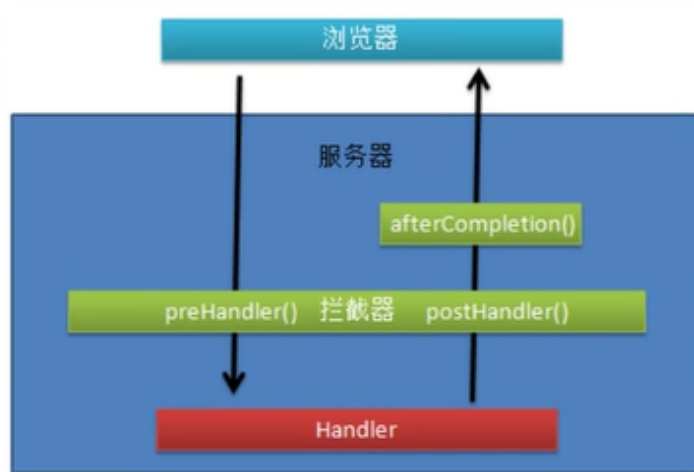 浏览器
服务器
afterCompletion()
preHandler() 拦截器 postHandler()
Handler